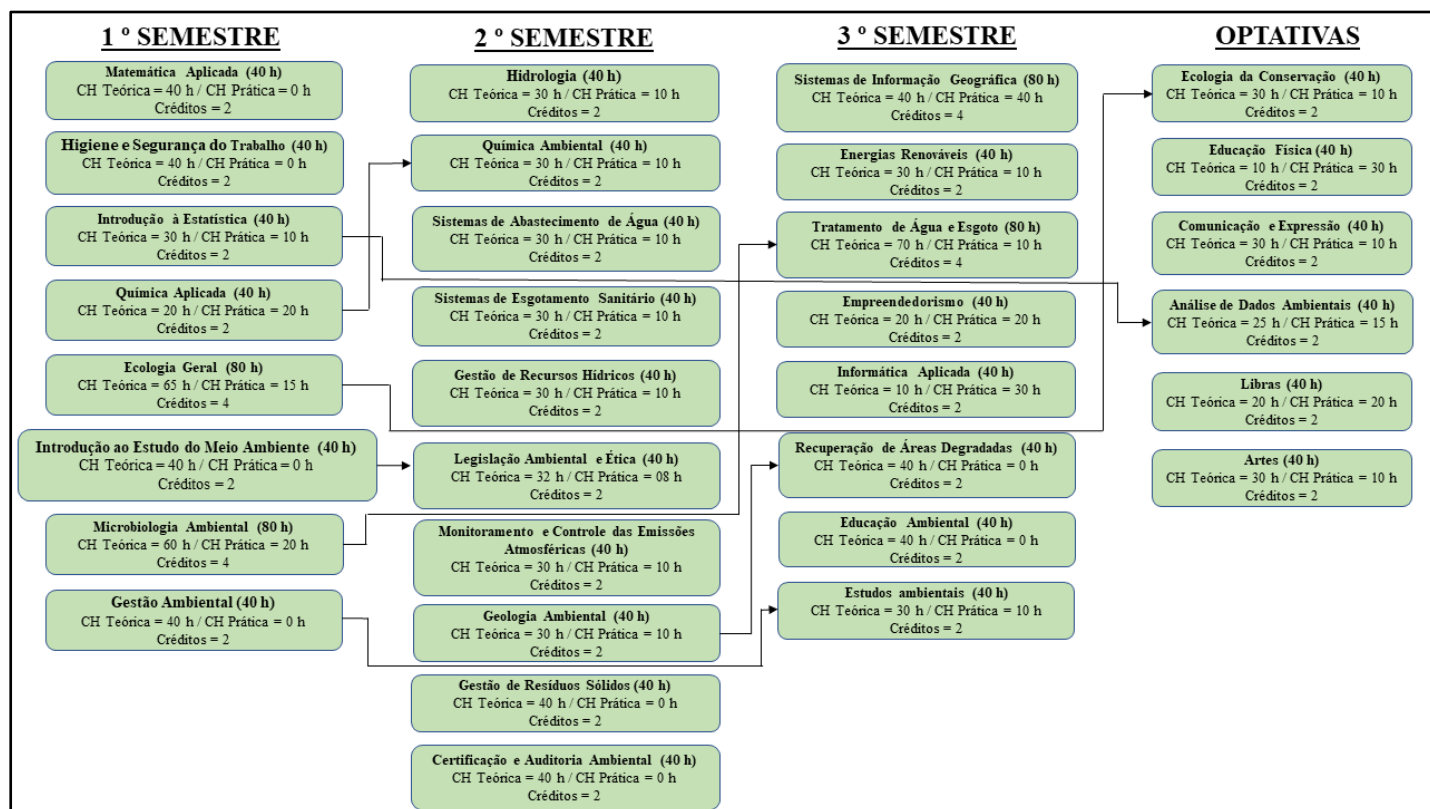 1 º SEMESTRE
Matemática Aplicada (40 h)
CH Teórica = 40 h / CH Prática = 0 h
Créditos = 2
Higiene e Segurança do Trabalho (40 h)
CH Teórica = 40 h / CH Prática = 0 h
Créditos = 2
Introdução à Estatística (40 h)
CH Teórica = 30 h / CH Prática = 10 h
Créditos = 2
Química Aplicada (40 h)
CH Teórica = 20 h / CH Prática = 20 h
Créditos = 2
Ecologia Geral (80 h)
CH Teórica = 65 h / CH Prática = 15 h
Créditos = 4
Introdução ao Estudo do Meio Ambiente (40 h)
CH Teórica = 40 h / CH Prática = 0 h
Créditos = 2
Microbiologia Ambiental (80 h)
CH Teórica = 60 h / CH Prática = 20 h
Créditos = 4
Gestão Ambiental (40 h)
CH Teórica = 40 h / CH Prática = 0 h
Créditos = 2
2 º SEMESTRE
Hidrologia (40 h)
CH Teórica = 30 h / CH Prática = 10 h
Créditos = 2
Química Ambiental (40 h)
CH Teórica = 30 h / CH Prática = 10 h
Créditos = 2
Sistemas de Abastecimento de Água (40 h)
CH Teórica = 30 h / CH Prática = 10 h
Créditos = 2
Sistemas de Esgotamento Sanitário (40 h)
CH Teórica = 30 h / CH Prática = 10 h
Créditos = 2
Gestão de Recursos Hídricos (40 h)
CH Teórica = 30 h / CH Prática = 10 h
Créditos = 2
Legislação Ambiental e Ética (40 h)
CH Teórica = 32 h / CH Prática = 08 h
Créditos = 2
Monitoramento e Controle das Emissões
Atmosféricas (40 h)
CH Teórica = 30 h / CH Prática = 10 h
Créditos = 2
Geologia Ambiental (40 h)
CH Teórica = 30 h / CH Prática = 10 h
Créditos = 2
Gestão de Resíduos Sólidos (40 h)
CH Teórica = 40 h / CH Prática = 0 h
Créditos = 2
Certificação e Auditoria Ambiental (40 h)
CH Teórica = 40 h / CH Prática = 0 h
Créditos = 2
3 º SEMESTRE
Sistemas de Informação Geográfica (80 h)
CH Teórica = 40 h / CH Prática = 40 h
Créditos = 4
Energias Renováveis (40 h)
CH Teórica = 30 h / CH Prática = 10 h
Créditos = 2
Tratamento de Água e Esgoto (80 h)
CH Teórica = 70 h / CH Prática = 10 h
Créditos = 4
Empreendedorismo (40 h)
CH Teórica = 20 h / CH Prática = 20 h
Créditos = 2
Informática Aplicada (40 h)
CH Teórica = 10 h / CH Prática = 30 h
Créditos = 2
Recuperação de Áreas Degradadas (40 h)
CH Teórica = 40 h / CH Prática = 0 h
Créditos = 2
Educação Ambiental (40 h)
CH Teórica = 40 h / CH Prática = 0 h
Créditos = 2
Estudos ambientais (40 h)
CH Teórica = 30 h / CH Prática = 10 h
Créditos = 2
OPTATIVAS
Ecologia da Conservação (40 h)
CH Teórica = 30 h / CH Prática = 10 h
Créditos = 2
Educação Física (40 h)
CH Teórica = 10 h / CH Prática = 30 h
Créditos = 2
Comunicação e Expressão (40 h)
CH Teórica = 30 h / CH Prática = 10 h
Créditos = 2
Análise de Dados Ambientais (40 h)
CH Teórica = 25 h / CH Prática = 15 h
Créditos = 2
Libras (40 h)
CH Teórica = 20 h / CH Prática = 20 h
Créditos = 2
Artes (40 h)
CH Teórica = 30 h / CH Prática = 10 h
Créditos = 2